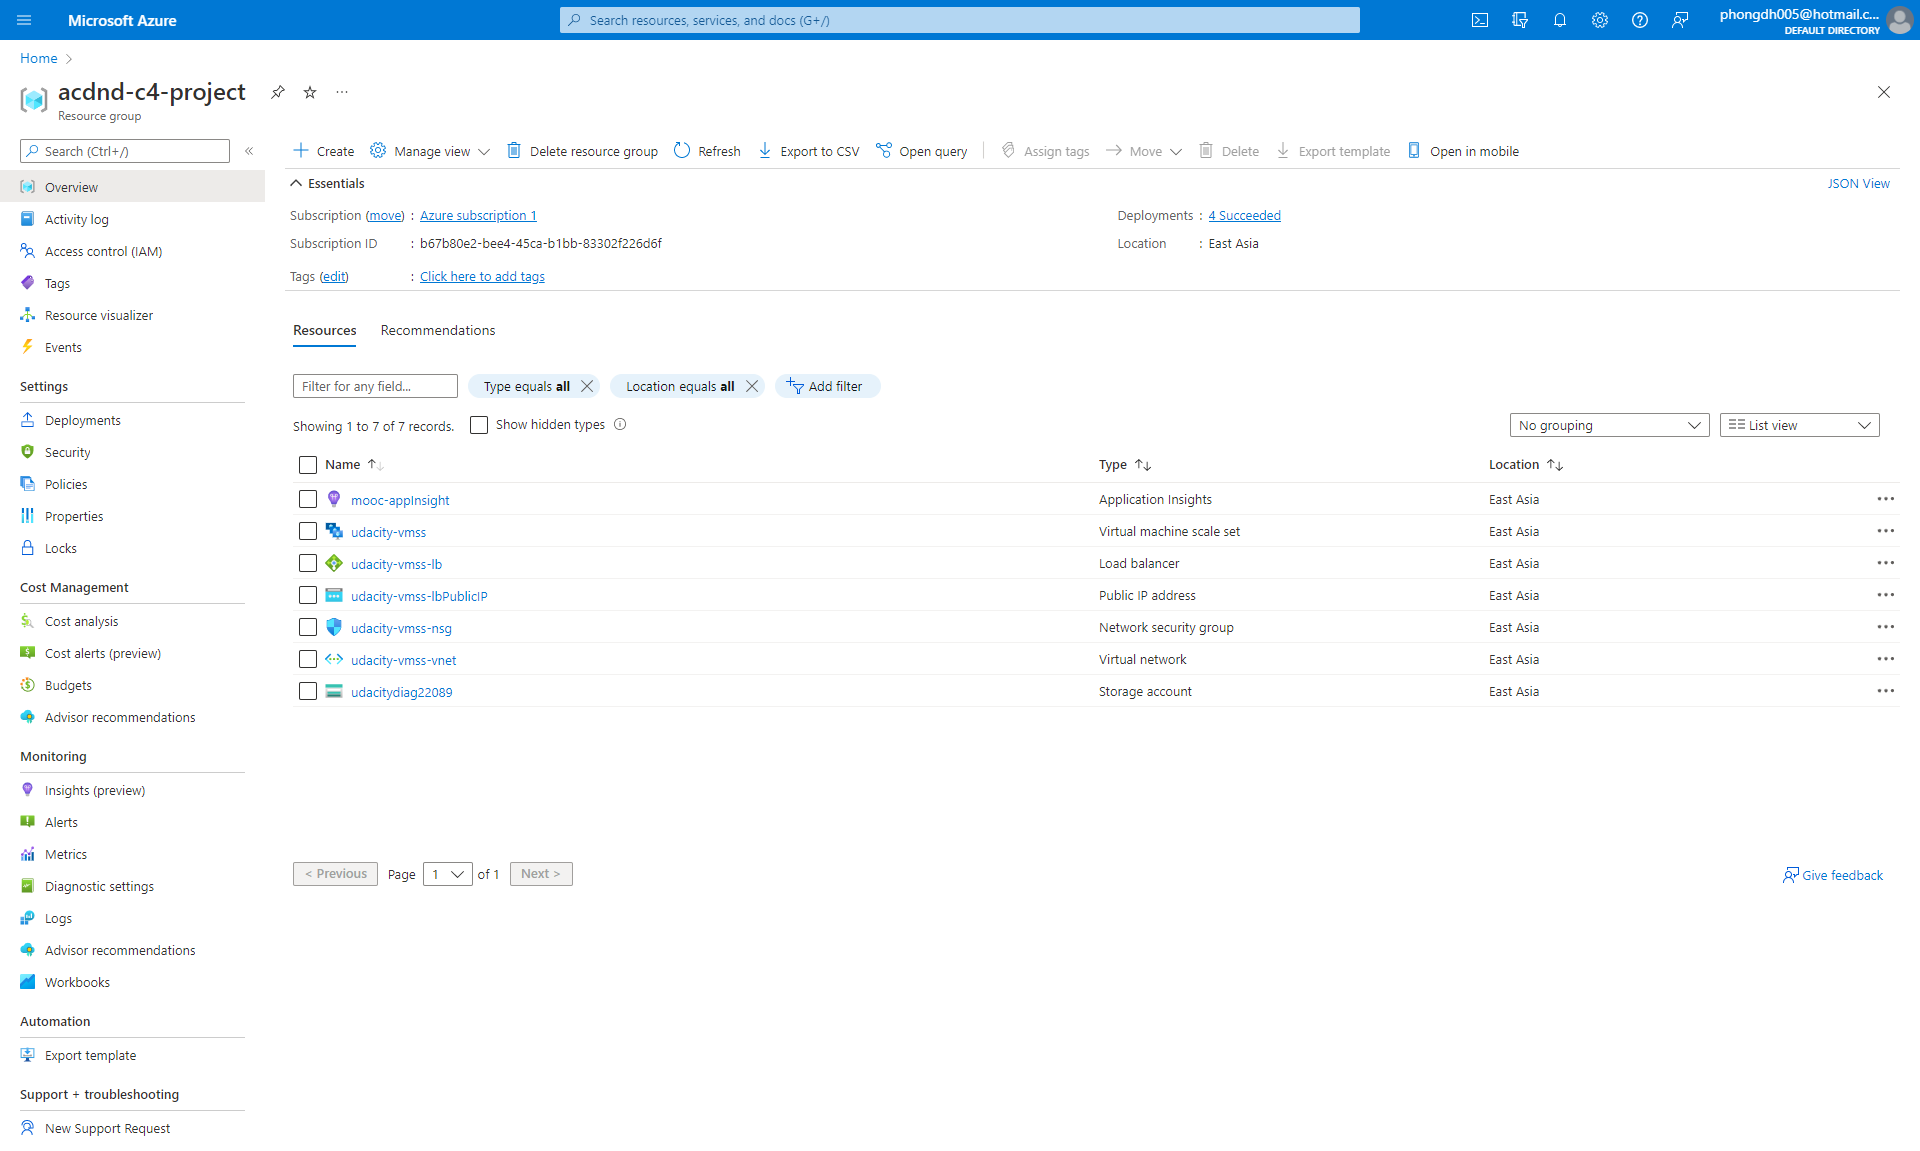 Microsoft Azure
Search resources, services, and docs (G+/)
phongdh005@hotmail.c...
DEFAULT DIRECTORY
Home
acdnd-c4-project
Resource group
Search (Ctrl+/)
Create
Manage view
Delete resource group
Refresh
Export to CSV
Open query
Assign tags
Move
Delete
Export template
Open in mobile
Overview
Activity log
Access control (IAM)
Tags
Resource visualizer
Events
Settings
Deployments
Security
Policies
Properties
Locks
Cost Management
Cost analysis
Cost alerts (preview)
Budgets
Advisor recommendations
Monitoring
Insights (preview)
Alerts
Metrics
Diagnostic settings
Logs
Advisor recommendations
Workbooks
Automation
Export template
Support + troubleshooting
New Support Request
Essentials
JSON View
Subscription (move) : Azure subscription 1
Deployments : 4 Succeeded
Subscription ID : b67b80e2-bee4-45ca-b1bb-83302f226d6f
Location : East Asia
Tags (edit) : Click here to add tags
Resources
Recommendations
Filter for any field...
Type equals all
Location equals all
Add filter
Showing 1 to 7 of 7 records.
Show hidden types
No grouping
List view
Name Type Location
mooc-appInsight Application Insights East Asia
udacity-vmss Virtual machine scale set East Asia
udacity-vmss-lb Load balancer East Asia
udacity-vmss-lbPublicIP Public IP address East Asia
udacity-vmss-nsg Network security group East Asia
udacity-vmss-vnet Virtual network East Asia
udacitydiag22089 Storage account East Asia
< Previous Page 1 of 1 Next >
Give feedback